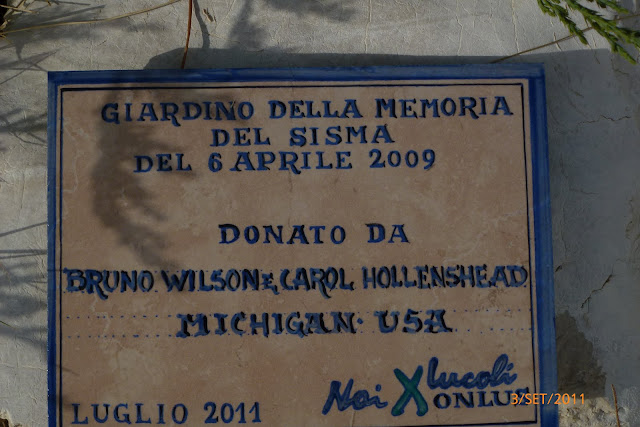 GIARDINO DELLA MEMORIA
DEL SISMA
DEL 6 APRILE 2009
DONATO DA
BRUNO WILSON & CAROL HOLLENSHEAD
MICHIGAN · USA
LUGLIO 2011
Noi X lucoli
ONLUS
3/SET/2011